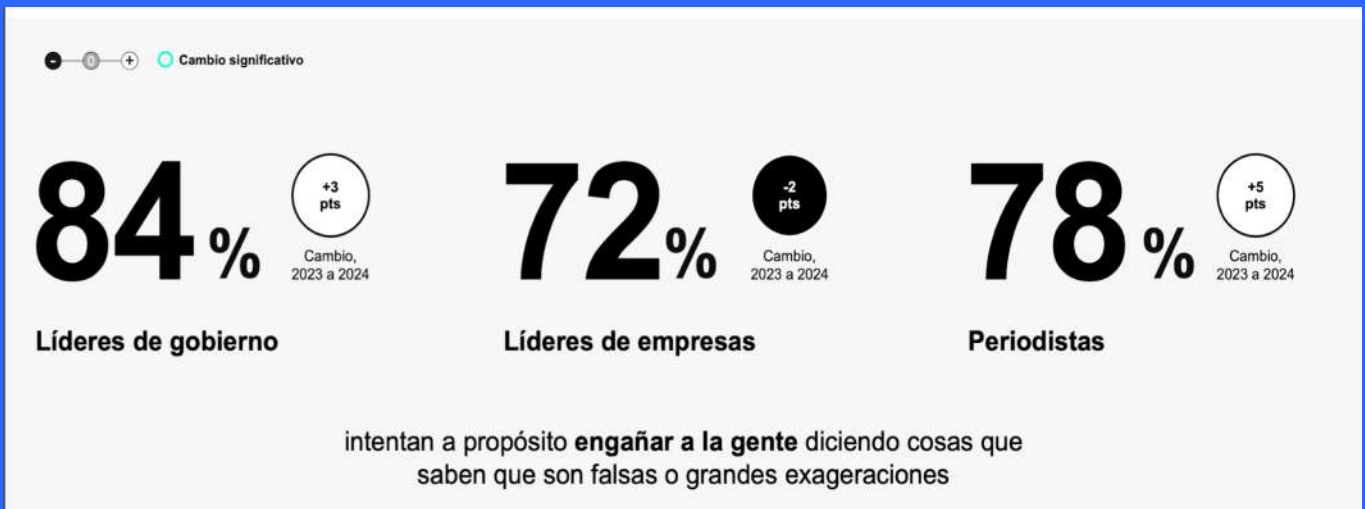 - 0 + Cambio significativo
84% +3 pts Cambio, 2023 a 2024
72% -2 pts Cambio, 2023 a 2024
78% +5 pts Cambio, 2023 a 2024
Líderes de gobierno
Líderes de empresas
Periodistas
intentan a propósito engañar a la gente diciendo cosas que
saben que son falsas o grandes exageraciones